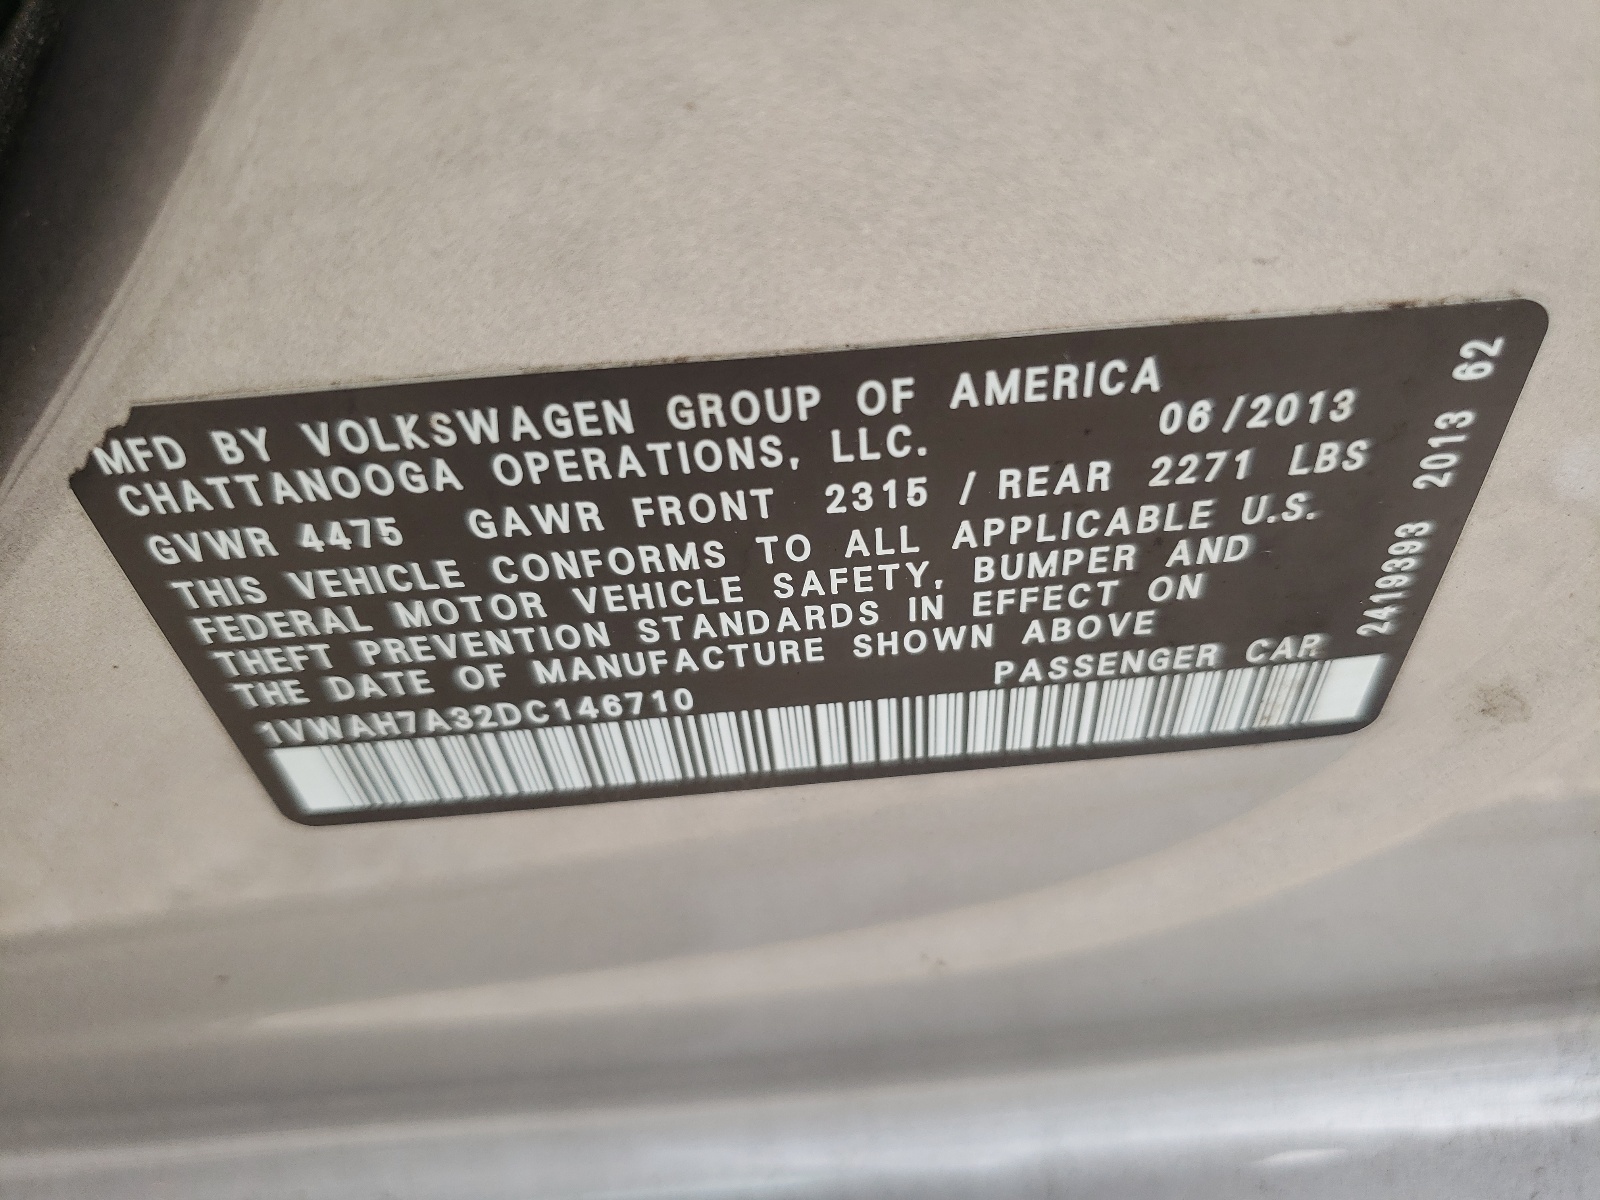 MFD BY VOLKSWAGEN GROUP OF AMERICA
CHATTANOOGA OPERATIONS, LLC.
06/2013
GVWR 4475 GAWR FRONT 2315 / REAR 2271 LBS
THIS VEHICLE CONFORMS TO ALL APPLICABLE U.S.
FEDERAL MOTOR VEHICLE SAFETY, BUMPER AND
THEFT PREVENTION STANDARDS IN EFFECT ON
THE DATE OF MANUFACTURE SHOWN ABOVE
1VWAH7A32DC146710
PASSENGER CAR
2419393 2013 62